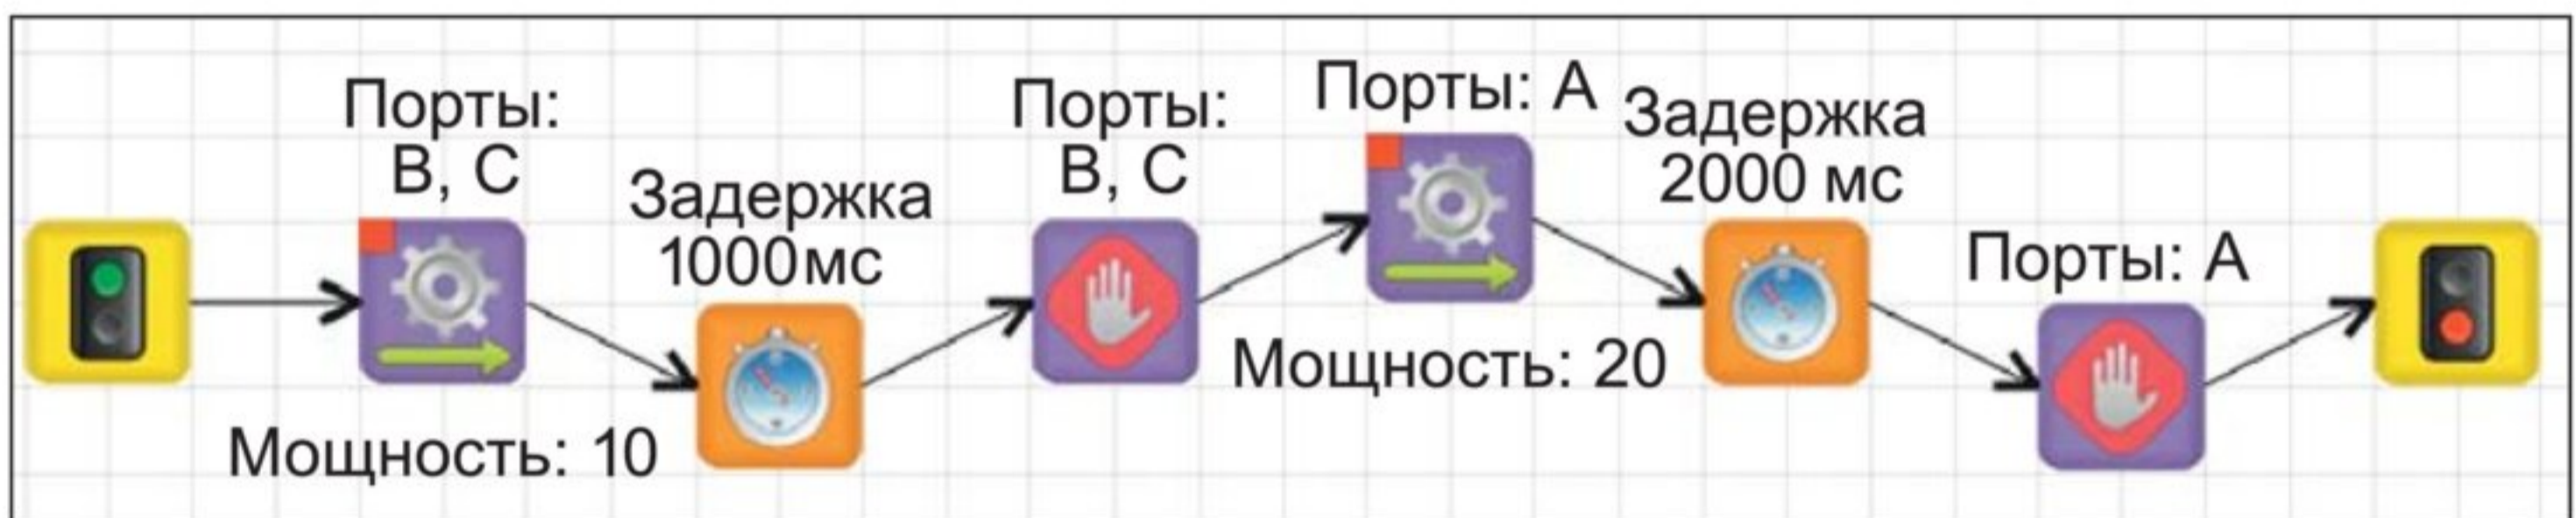 Порты:
B, C
Мощность: 10
Задержка
1000мс
Порты:
B, C
Порты: A
Мощность: 20
Задержка
2000 мс
Порты: A